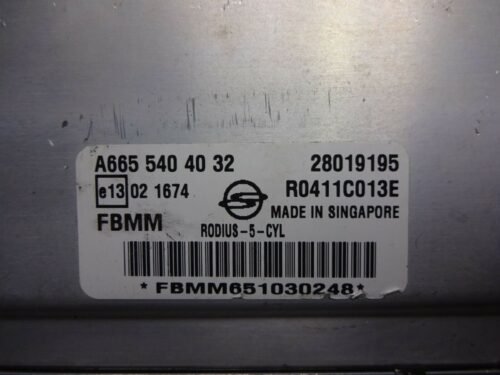 A665 540 40 32 28019195
e13 02 1674 R0411C013E
FBMM MADE IN SINGAPORE
RODIUS-5-CYL
*FBMM651030248*